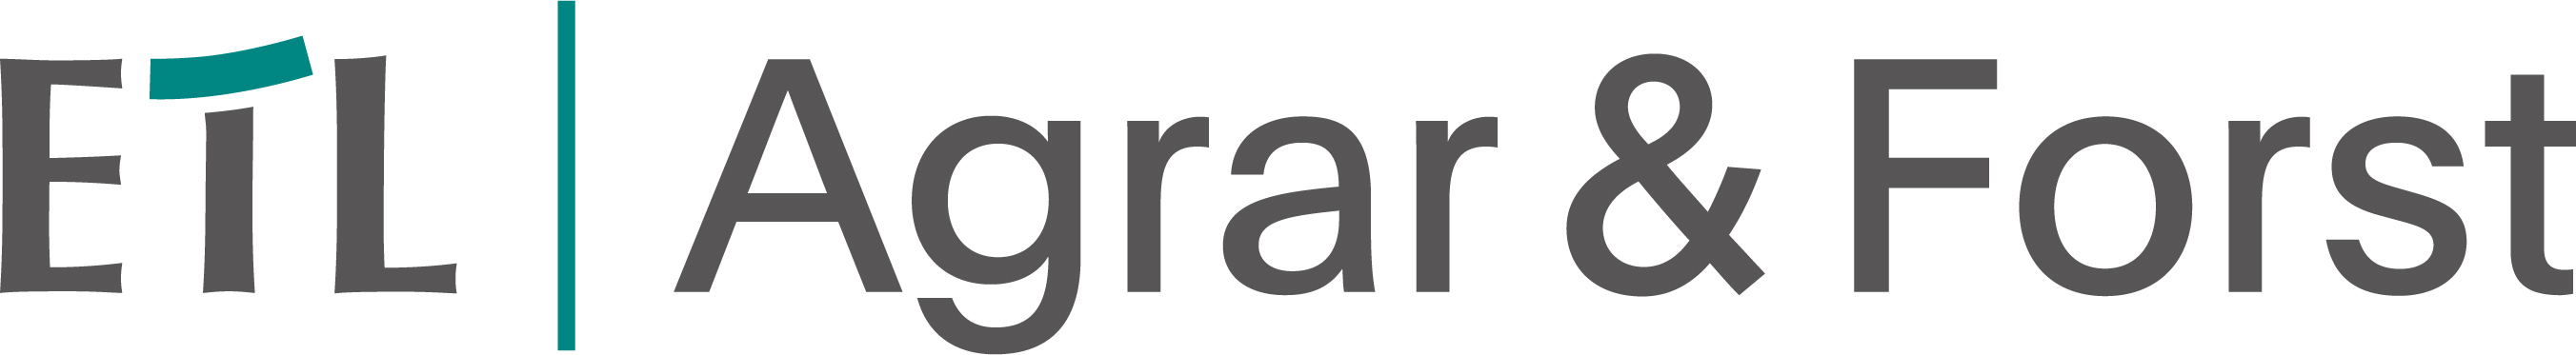 ETL | Agrar & Forst